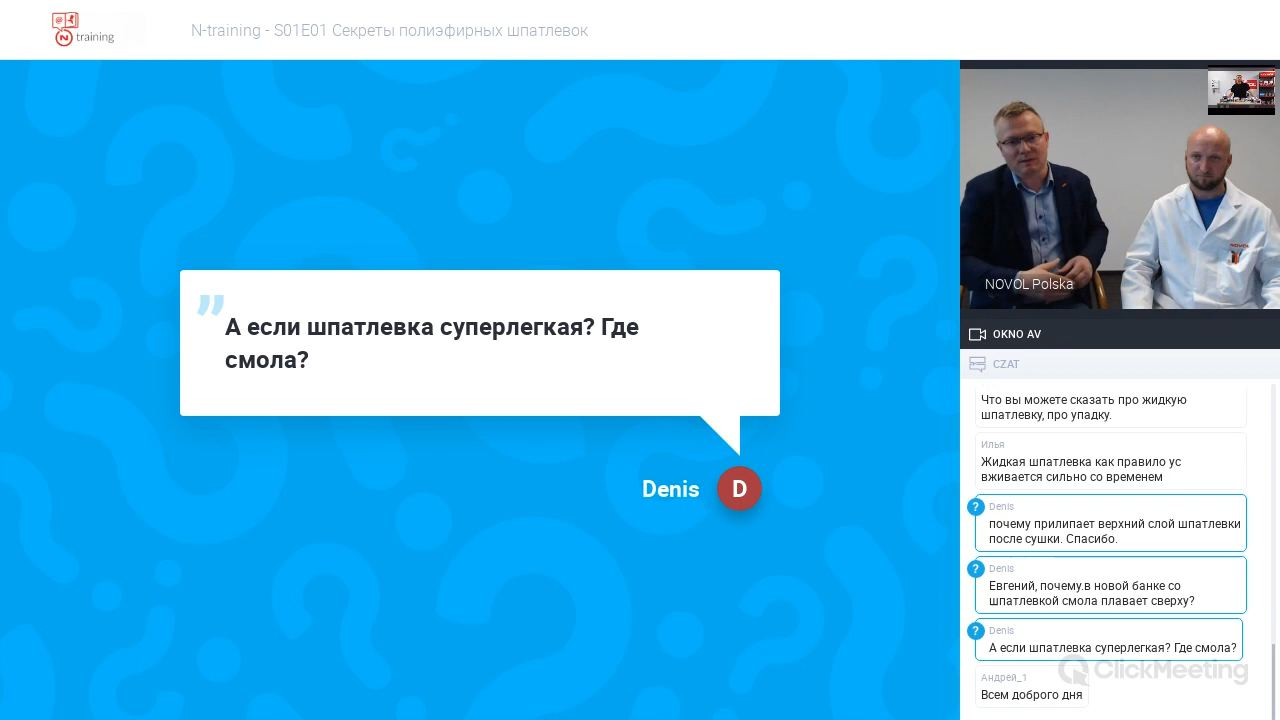 N training
N-training - S01E01 Секреты полиэфирных шпатлевок
А если шпатлевка суперлегкая? Где
смола?
Denis
D
NOVOL Polska
OKNO AV
CZAT
Что вы можете сказать про жидкую
шпатлевку, про упадку.
Илья
Жидкая шпатлевка как правило ус
вживается сильно со временем
?
Denis
почему прилипает верхний слой шпатлевки
после сушки. Спасибо.
?
Denis
Евгений, почему.в новой банке со
шпатлевкой смола плавает сверху?
?
Denis
А если шпатлевка суперлегкая? Где смола?
ClickMeeting
Андрей_1
Всем доброго дня